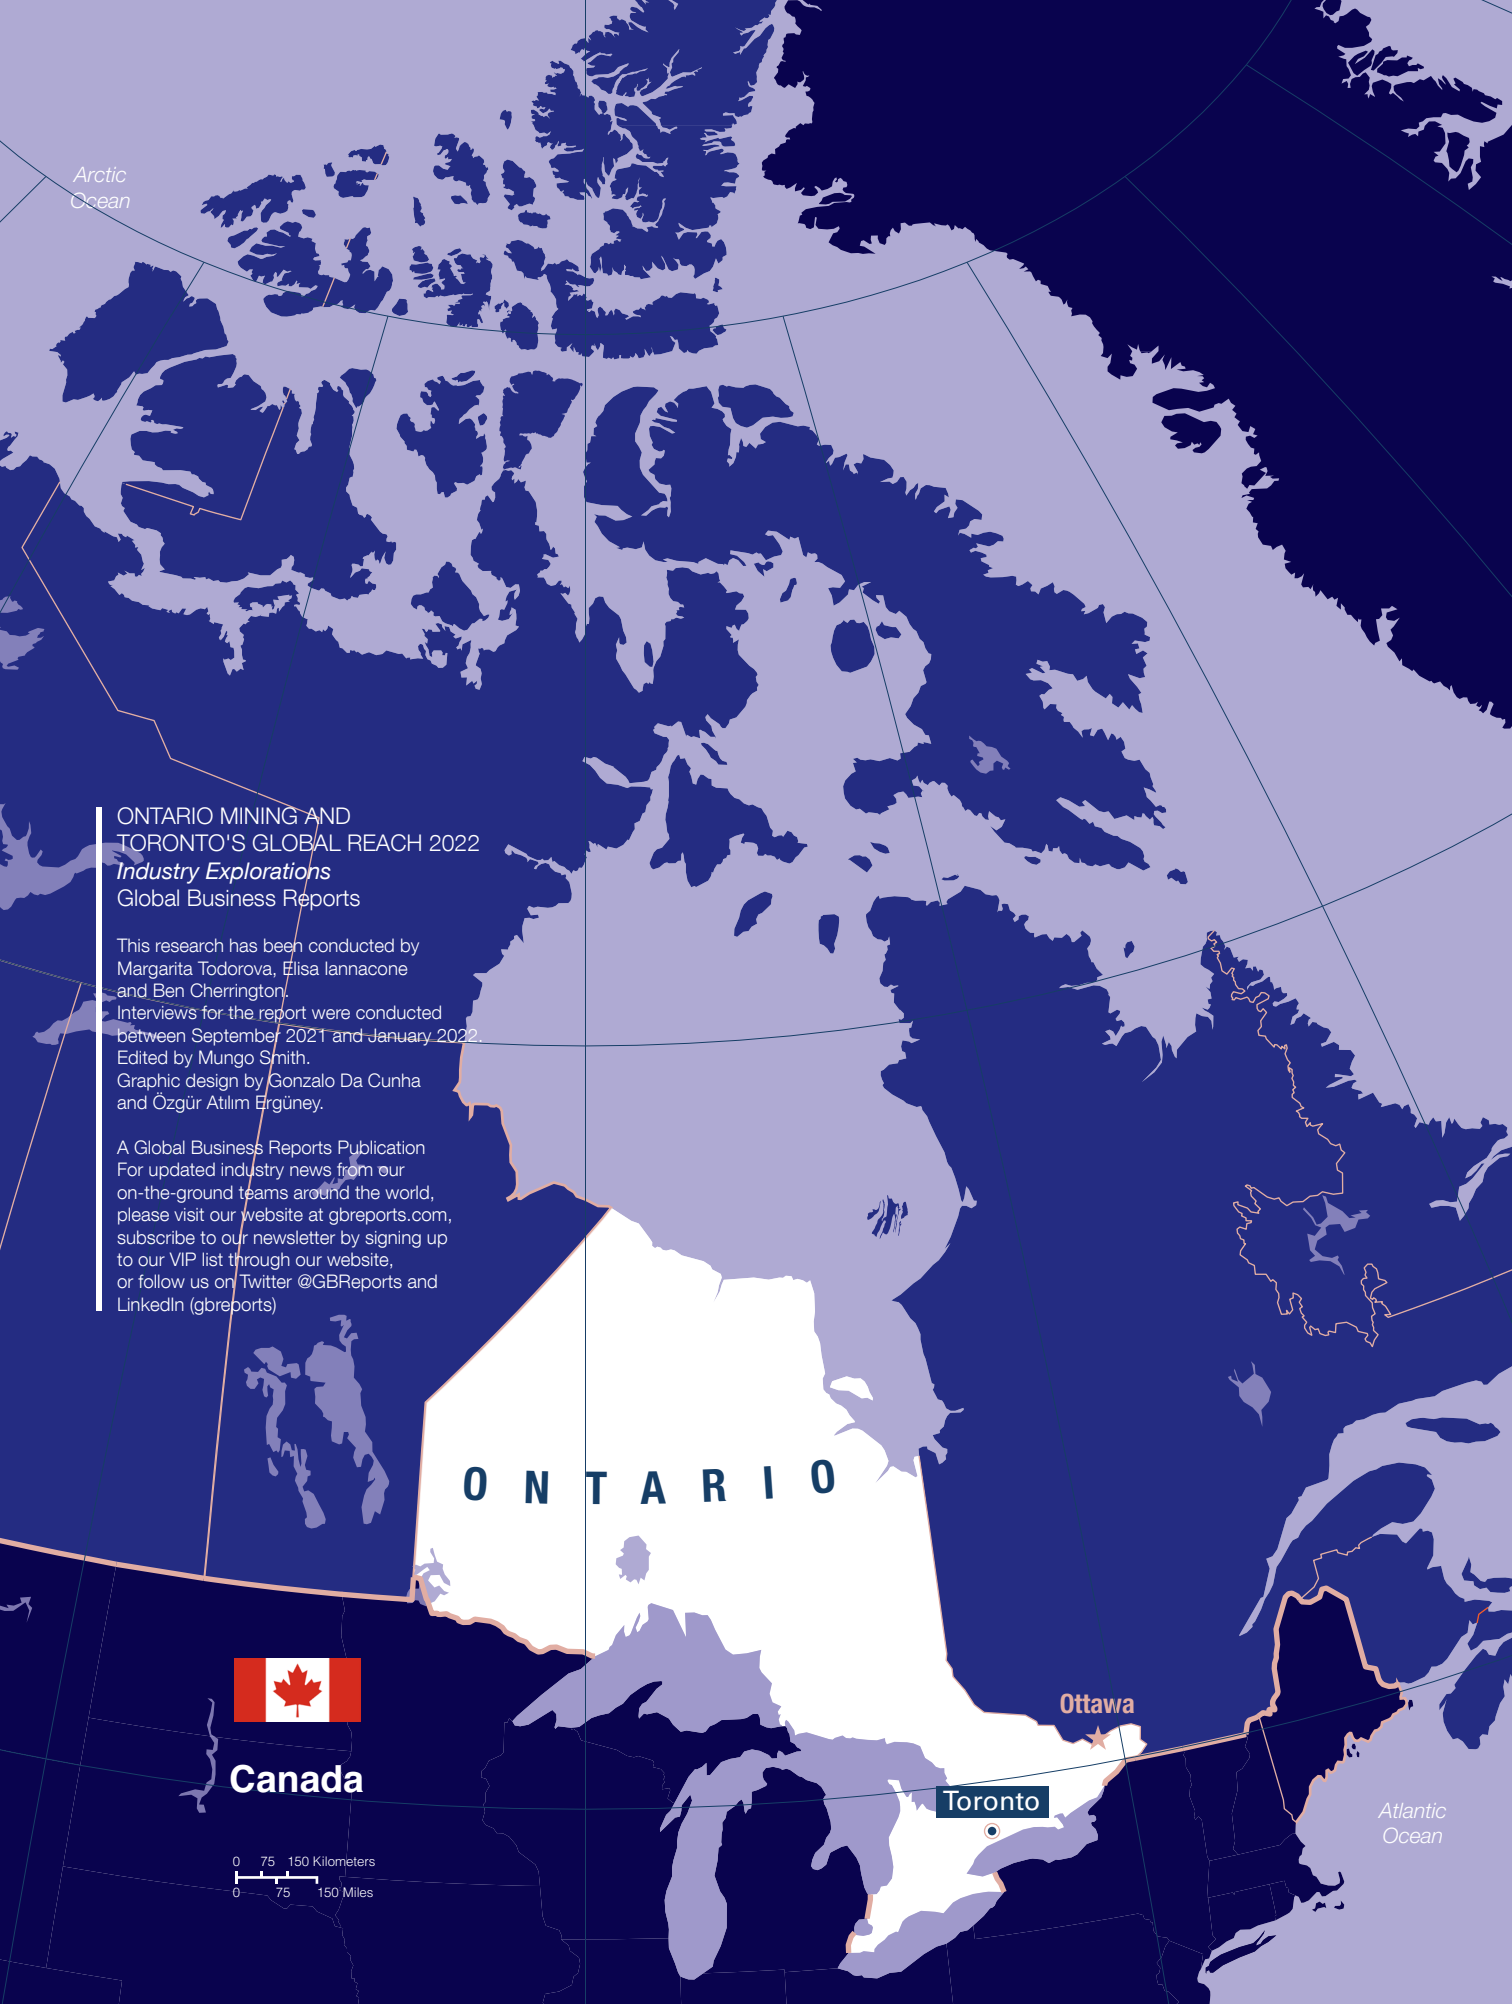 Arctic
Ocean
ONTARIO MINING AND
TORONTO'S GLOBAL REACH 2022
Industry Explorations
Global Business Reports
This research has been conducted by
Margarita Todorova, Elisa Iannacone
and Ben Cherrington.
Interviews for the report were conducted
between September 2021 and January 2022.
Edited by Mungo Smith.
Graphic design by Gonzalo Da Cunha
and Özgür Atılım Ergüney.
A Global Business Reports Publication
For updated industry news from our
on-the-ground teams around the world,
please visit our website at gbreports.com,
subscribe to our newsletter by signing up
to our VIP list through our website,
or follow us on Twitter @GBReports and
LinkedIn (gbreports)
ONTARIO
Ottawa
Canada
Toronto
Atlantic
Ocean
0 75 150 Kilometers
0 75 150 Miles